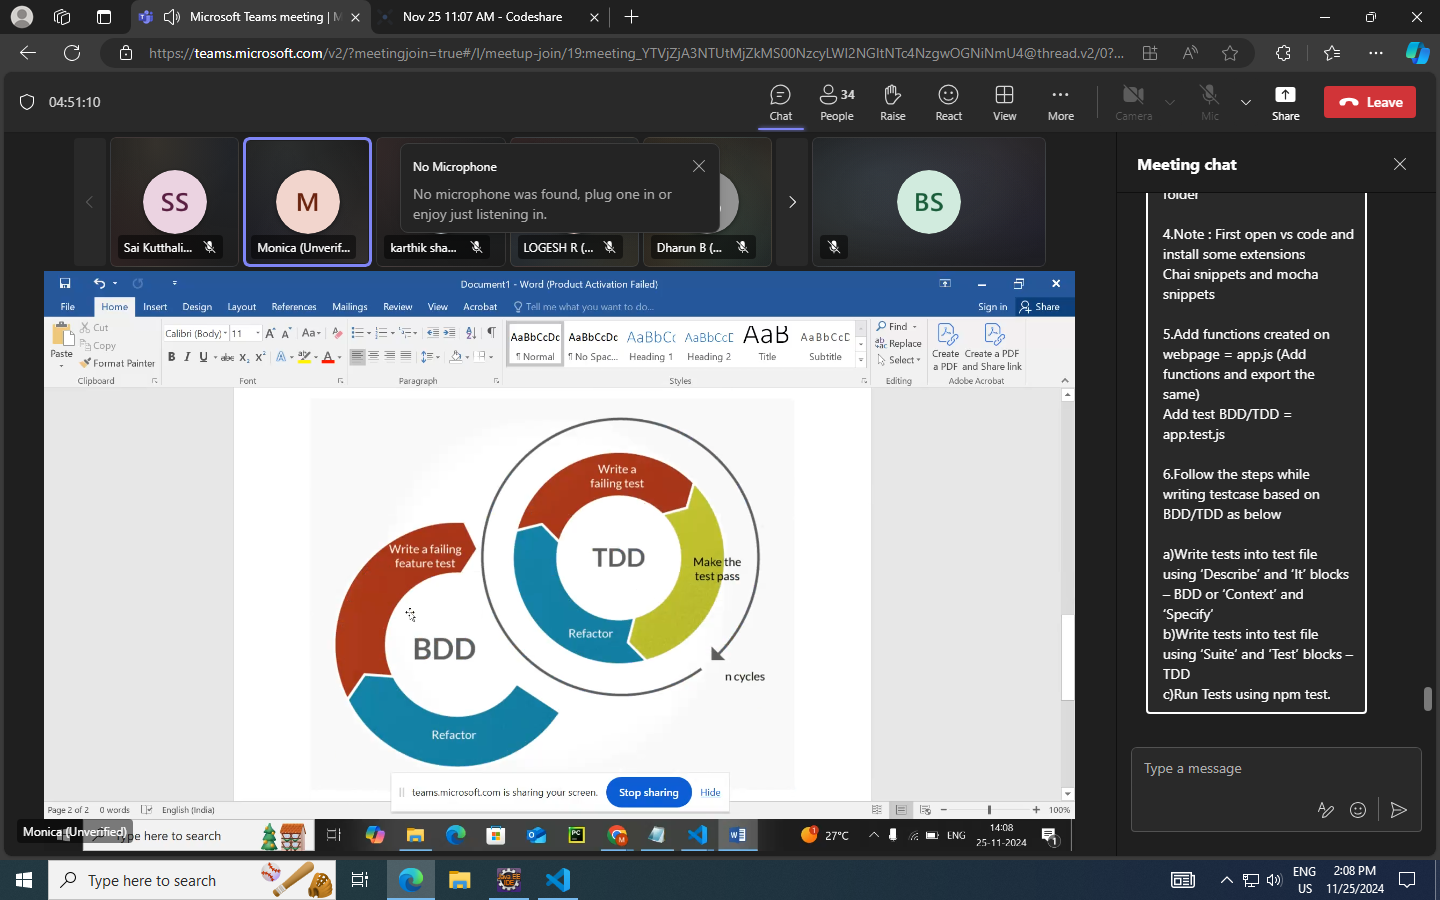 Microsoft Teams meeting | M
Nov 25 11:07 AM - Codeshare
https://teams.microsoft.com/v2/?meetingjoin=true#/l/meetup-join/19:meeting_YTVjZjA3NTUtMjZkMS00NzcyLWI2NGItNTc4NzgwOGNiNmU4@thread.v2/0?...
04:51:10
Chat
34
People
Raise
React
View
More
Camera
Mic
Share
Leave
SS
Sai Kutthali...
M
Monica (Unverif...
karthik sha...
LOGESH R (...
Dharun B (...
BS
No Microphone
No microphone was found, plug one in or
enjoy just listening in.
Document1 - Word (Product Activation Failed)
File
Home
Insert
Design
Layout
References
Mailings
Review
View
Acrobat
Tell me what you want to do...
Sign in
Share
Paste
Cut
Copy
Format Painter
Clipboard
Calibri (Body)
11
Font
Paragraph
AaBbCcDc
¶ Normal
AaBbCcDc
¶ No Spac...
AaBbCc
Heading 1
AaBbCcE
Heading 2
AaB
Title
AaBbCcD
Subtitle
Styles
Find
Replace
Select
Editing
Create
a PDF
Create a PDF
and Share link
Adobe Acrobat
Write a
failing test
TDD
Make the
test pass
Refactor
n cycles
Write a failing
feature test
BDD
Refactor
teams.microsoft.com is sharing your screen.
Stop sharing
Hide
Page 2 of 2
0 words
English (India)
100%
Monica (Unverified)
pe here to search
27°C
ENG
14:08
25-11-2024
1
Meeting chat
folder
4.Note : First open vs code and
install some extensions
Chai snippets and mocha
snippets
5.Add functions created on
webpage = app.js (Add
functions and export the
same)
Add test BDD/TDD =
app.test.js
6.Follow the steps while
writing testcase based on
BDD/TDD as below
a)Write tests into test file
using ‘Describe’ and ‘It’ blocks
– BDD or ‘Context’ and
‘Specify’
b)Write tests into test file
using ‘Suite’ and ‘Test’ blocks –
TDD
c)Run Tests using npm test.
Type a message
Type here to search
ENG
US
2:08 PM
11/25/2024